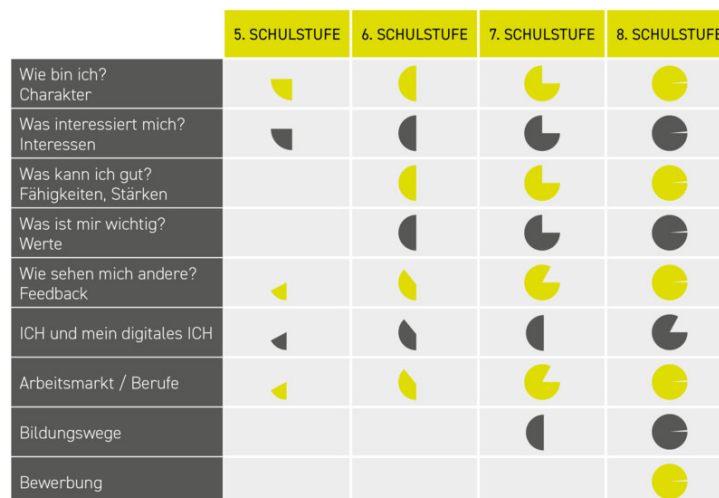 5. SCHULSTUFE
6. SCHULSTUFE
7. SCHULSTUFE
8. SCHULSTUFE
Wie bin ich?
Charakter
Was interessiert mich?
Interessen
Was kann ich gut?
Fähigkeiten, Stärken
Was ist mir wichtig?
Werte
Wie sehen mich andere?
Feedback
ICH und mein digitales ICH
Arbeitsmarkt / Berufe
Bildungswege
Bewerbung